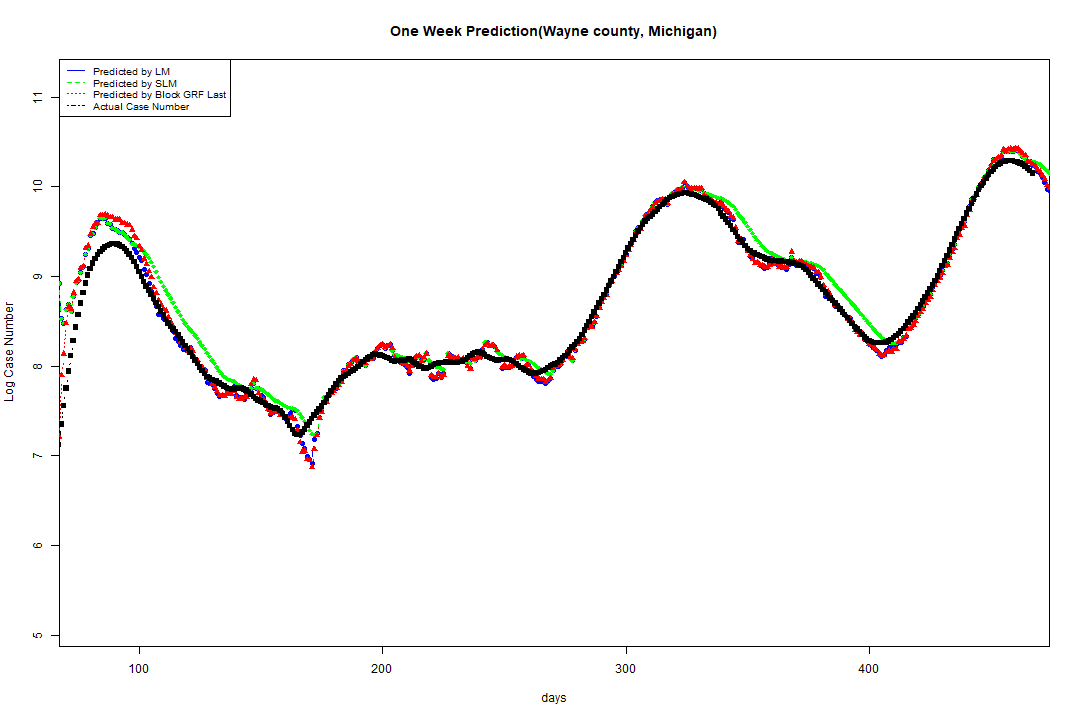 One Week Prediction(Wayne county, Michigan)
Predicted by LM
Predicted by SLM
Predicted by Block GRF Last
Actual Case Number
11
10
9
8
7
6
5
Log Case Number
100 200 300 400
days